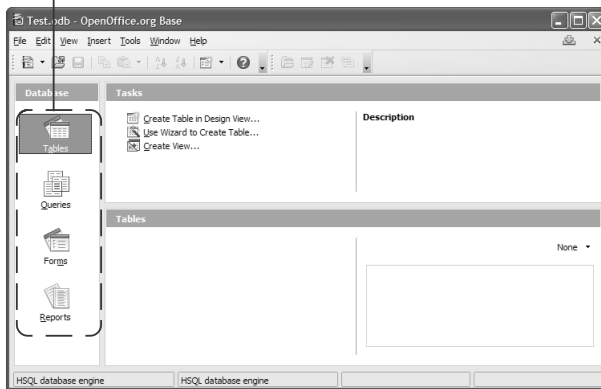 Test.odb - OpenOffice.org Base
File Edit View Insert Tools Window Help
Database
Tasks
Tables
Queries
Forms
Reports
Create Table in Design View...
Use Wizard to Create Table...
Create View...
Description
Tables
None
HSQL database engine
HSQL database engine